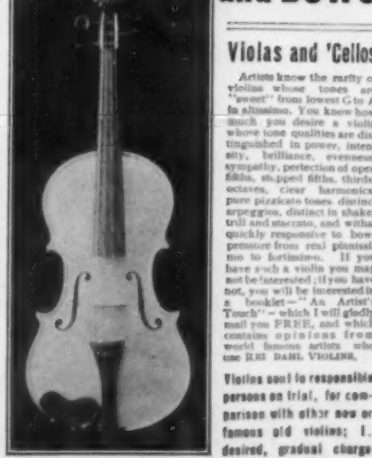 Violas and 'Cellos
Artists know the rarity o
violins whose tones are
"sweet" from lowest G to A
in altissimo. You know how
much you desire a violin
whose tone qualities are dis
tinguished in power, inten
sity, brilliance, evenness
sympathy, perfection of open
fifths, stopped fifths, thirds
octaves, clear harmonics
pure pizzicato tones, distinc
arpeggios, distinct in shake
trill and staccato, and witha
quickly responsive to bow
pressure from real pianissi
mo to fortissimo. If you
have such a violin you may
not be interested; if you have
not, you will be interested in
a booklet—"An Artist's
Touch"—which I will gladly
mail you FREE, and which
contains opinions from
world famous artists who
use REI DAHL VIOLINS.
Violins sent to responsible
persons on trial, for com-
parison with other new or
famous old violins; I.
desired, gradual charge